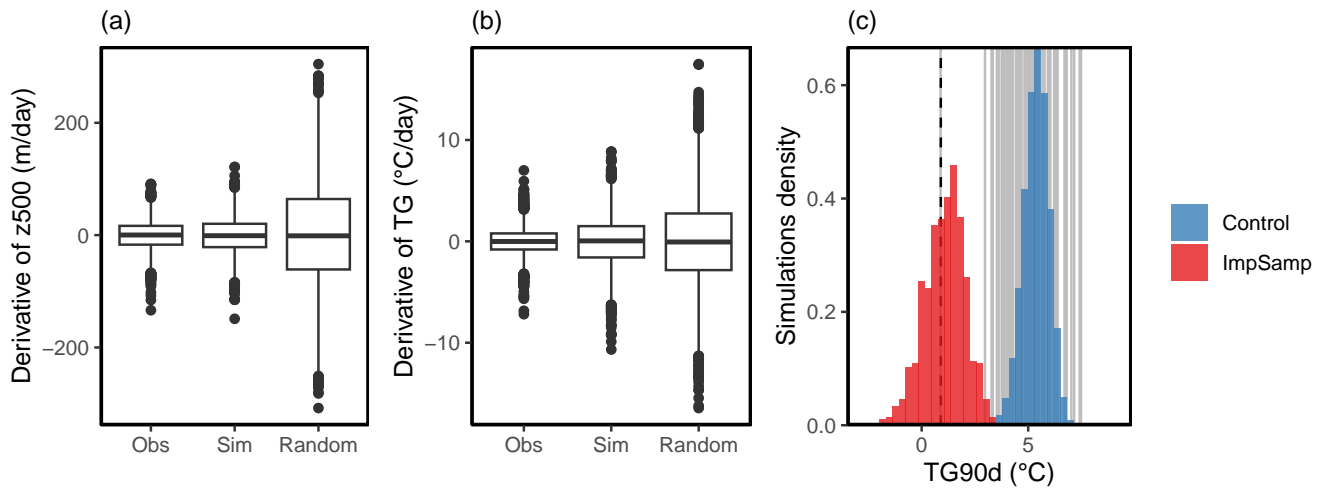 (a)
Derivative of z500 (m/day)
200
0
−200
Obs
Sim
Random
(b)
Derivative of TG (°C/day)
10
0
−10
Obs
Sim
Random
(c)
Simulations density
0.6
0.4
0.2
0.0
0
5
TG90d (°C)
Control
ImpSamp